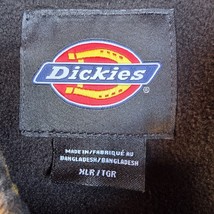 Dickies
®
MADE IN/FABRIQUÉ AU
BANGLADESH/BANGLADESH
XLR / TGR